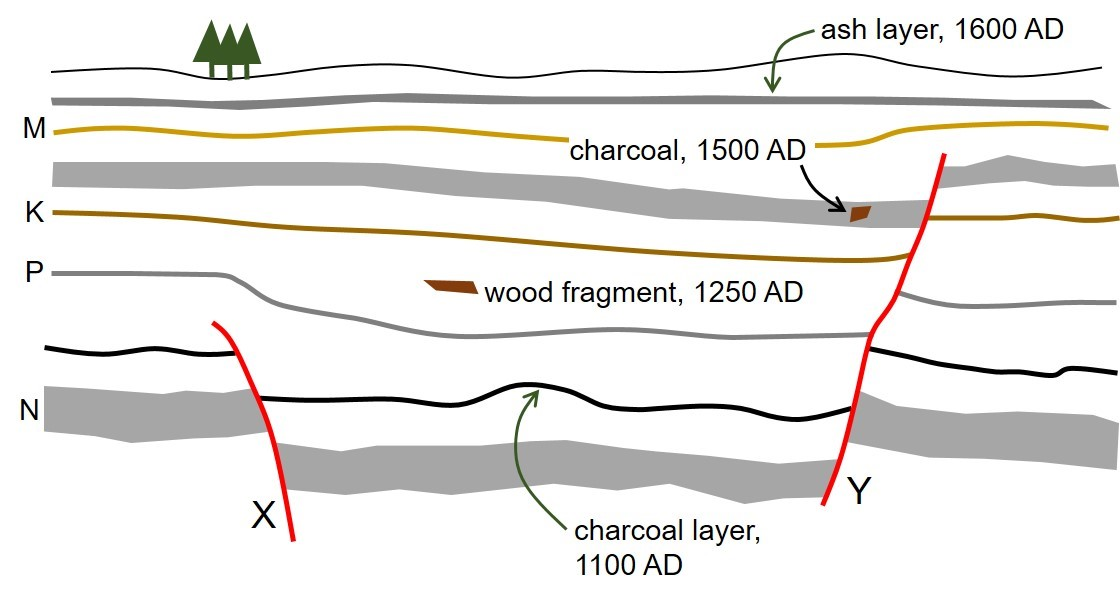 ash layer, 1600 AD
M
charcoal, 1500 AD
K
P
wood fragment, 1250 AD
N
X
Y
charcoal layer,
1100 AD